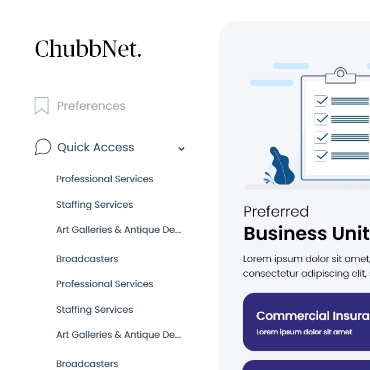 ChubbNet.
Preferences
Quick Access
Professional Services
Staffing Services
Art Galleries & Antique De...
Broadcasters
Professional Services
Staffing Services
Art Galleries & Antique De...
Broadcasters
Preferred
Business Unit
Lorem ipsum dolor sit amet,
consectetur adipiscing elit,
Commercial Insura
Lorem ipsum dolor sit amet